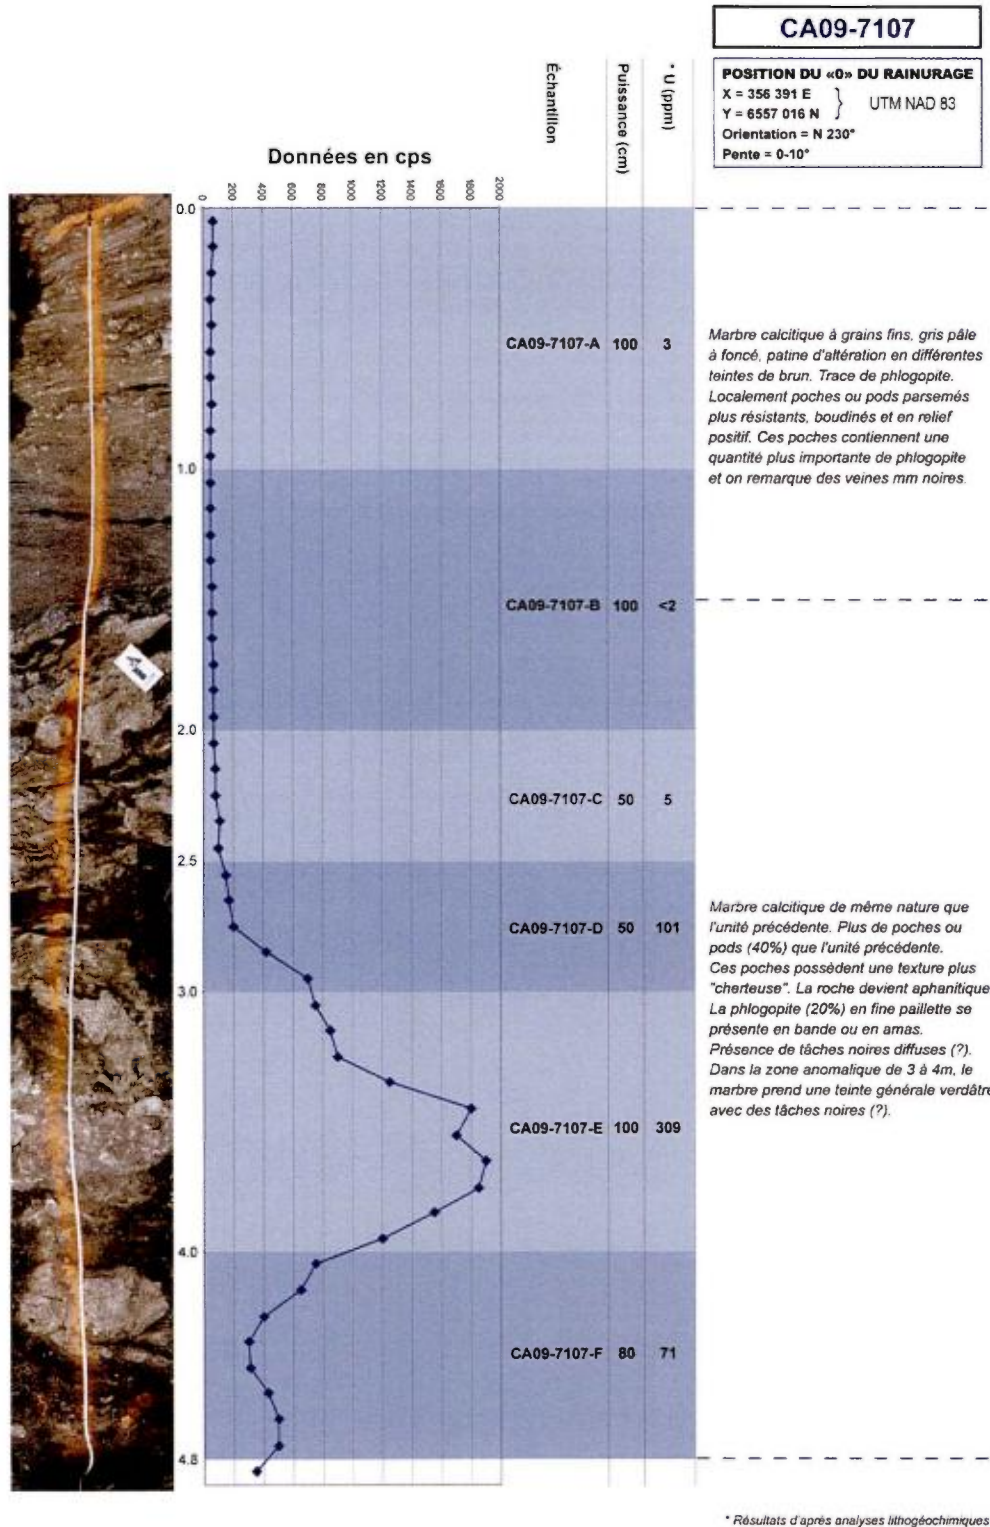 CA09-7107
POSITION DU «0» DU RAINURAGE
X = 356 391 E
Y = 6557 016 N
} UTM NAD 83
Orientation = N 230°
Pente = 0-10°
Échantillon
Puissance (cm)
* U (ppm)
Données en cps
0 200 400 600 800 1000 1200 1400 1600 1800 2000
0.0
CA09-7107-A 100 3
Marbre calcitique à grains fins, gris pâle
à foncé, patine d'altération en différentes
teintes de brun. Trace de phlogopite.
Localement poches ou pods parsemés
plus résistants, boudinés et en relief
positif. Ces poches contiennent une
quantité plus importante de phlogopite
et on remarque des veines mm noires.
1.0
CA09-7107-B 100 <2
2.0
CA09-7107-C 50 5
2.5
CA09-7107-D 50 101
Marbre calcitique de même nature que
l'unité précédente. Plus de poches ou
pods (40%) que l'unité précédente.
Ces poches possèdent une texture plus
"cherteuse". La roche devient aphanitique.
La phlogopite (20%) en fine paillette se
présente en bande ou en amas.
Présence de tâches noires diffuses (?).
Dans la zone anomalique de 3 à 4m, le
marbre prend une teinte générale verdâtre
avec des tâches noires (?).
3.0
CA09-7107-E 100 309
4.0
CA09-7107-F 80 71
4.8
* Résultats d'après analyses lithogéochimiques